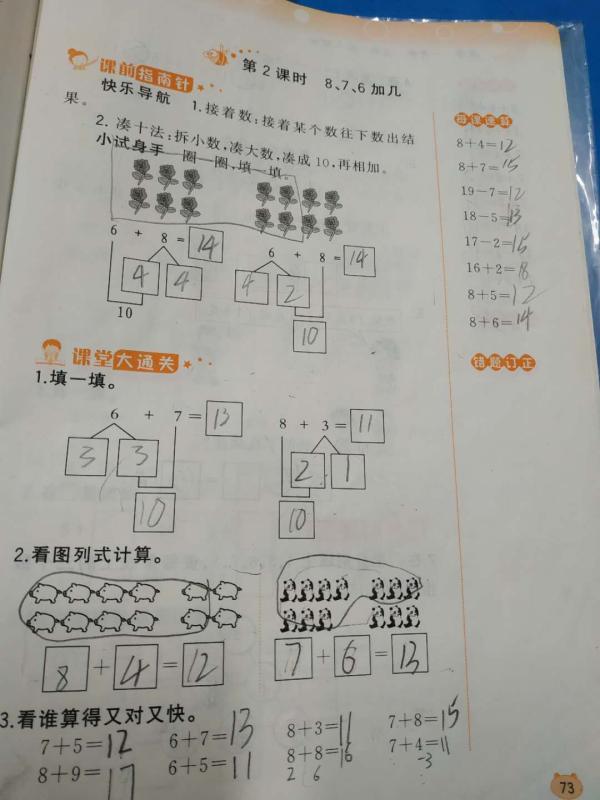 第2课时 8、7、6加几
课前指南针
快乐导航 1.接着数:接着某个数往下数出结
果。
2.凑十法:拆小数,凑大数,凑成10,再相加。
小试身手 圈一圈,填一填。
6 + 8 = 14
4 4
10
6 + 8 = 14
4 2
10
课堂大通关
1.填一填。
6 + 7 = 13
3 3
10
8 + 3 = 11
2 1
10
2.看图列式计算。
8 + 4 = 12
7 + 6 = 13
3.看谁算得又对又快。
7+5=12 6+7=13 8+3=11 7+8=15
8+9=17 6+5=11 8+8=16 7+4=11
2 6 -3
8+4=12
8+7=15
19-7=12
18-5=13
17-2=15
16+2=18
8+5=12
8+6=14
错题订正
73